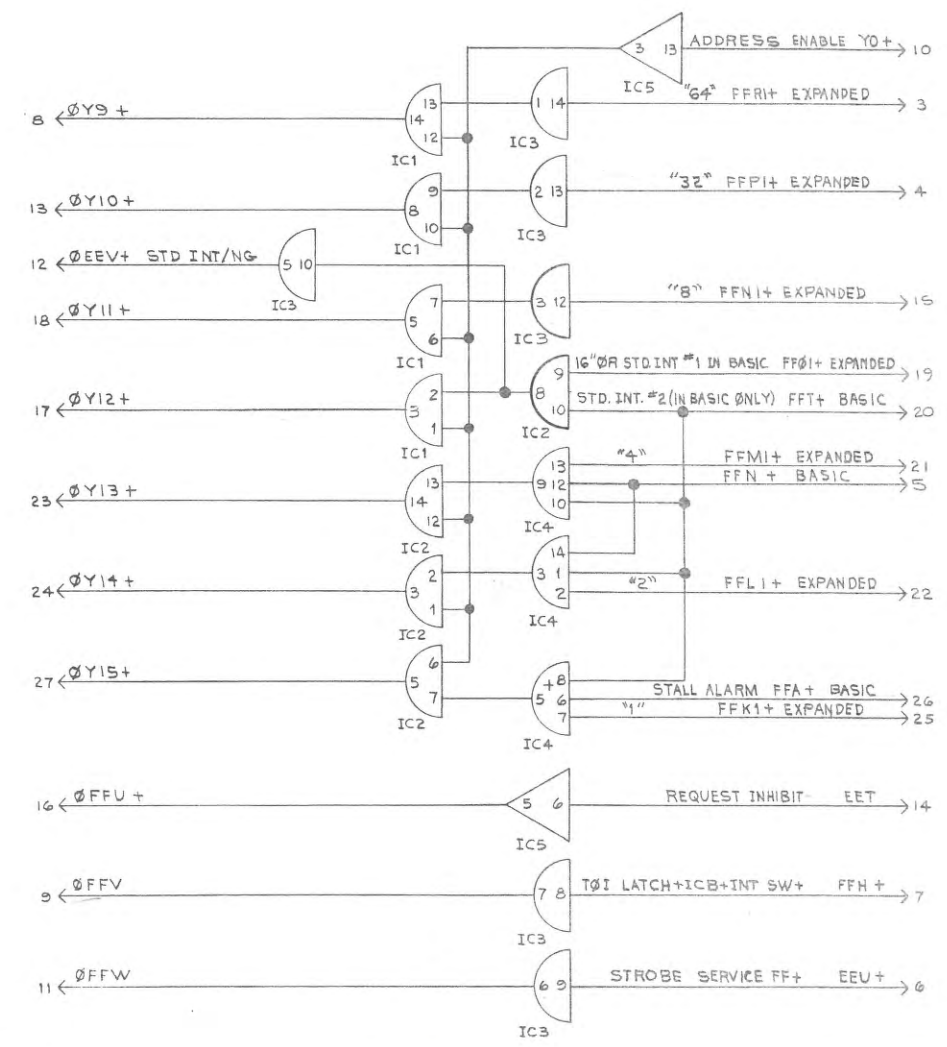 3 13 ADDRESS ENABLE Y0+ 10
IC5
8 ØY9+ 14 13 12 1 14 "64" FFR1+ EXPANDED 3
IC1 IC3
13 ØY10+ 8 9 10 2 13 "32" FFP1+ EXPANDED 4
IC1 IC3
12 ØEEV+ STD INT/NG 5 10
IC3
18 ØY11+ 5 7 6 3 12 "8" FFN1+ EXPANDED 15
IC1 IC3
8 9 16" ØR STD.INT #1 IN BASIC FFØ1+ EXPANDED 19
10 STD. INT. #2 (IN BASIC ØNLY) FFT+ BASIC 20
IC2
17 ØY12+ 3 2 1
IC1
23 ØY13+ 14 13 12 9 13 "4" FFM1+ EXPANDED 21
12 FFN + BASIC 5
10
IC2 IC4
24 ØY14+ 3 2 1 3 14
1
2 "2" FFL1+ EXPANDED 22
IC2 IC4
27 ØY15+ 5 6 7 5 +8
6 STALL ALARM FFA+ BASIC 26
7 "1" FFK1+ EXPANDED 25
IC2 IC4
16 ØFFU + 5 6 REQUEST INHIBIT- EET 14
IC5
9 ØFFV 7 8 TØI LATCH+ICB+INT SW+ FFH + 7
IC3
11 ØFFW 6 9 STROBE SERVICE FF+ EEU+ 6
IC3